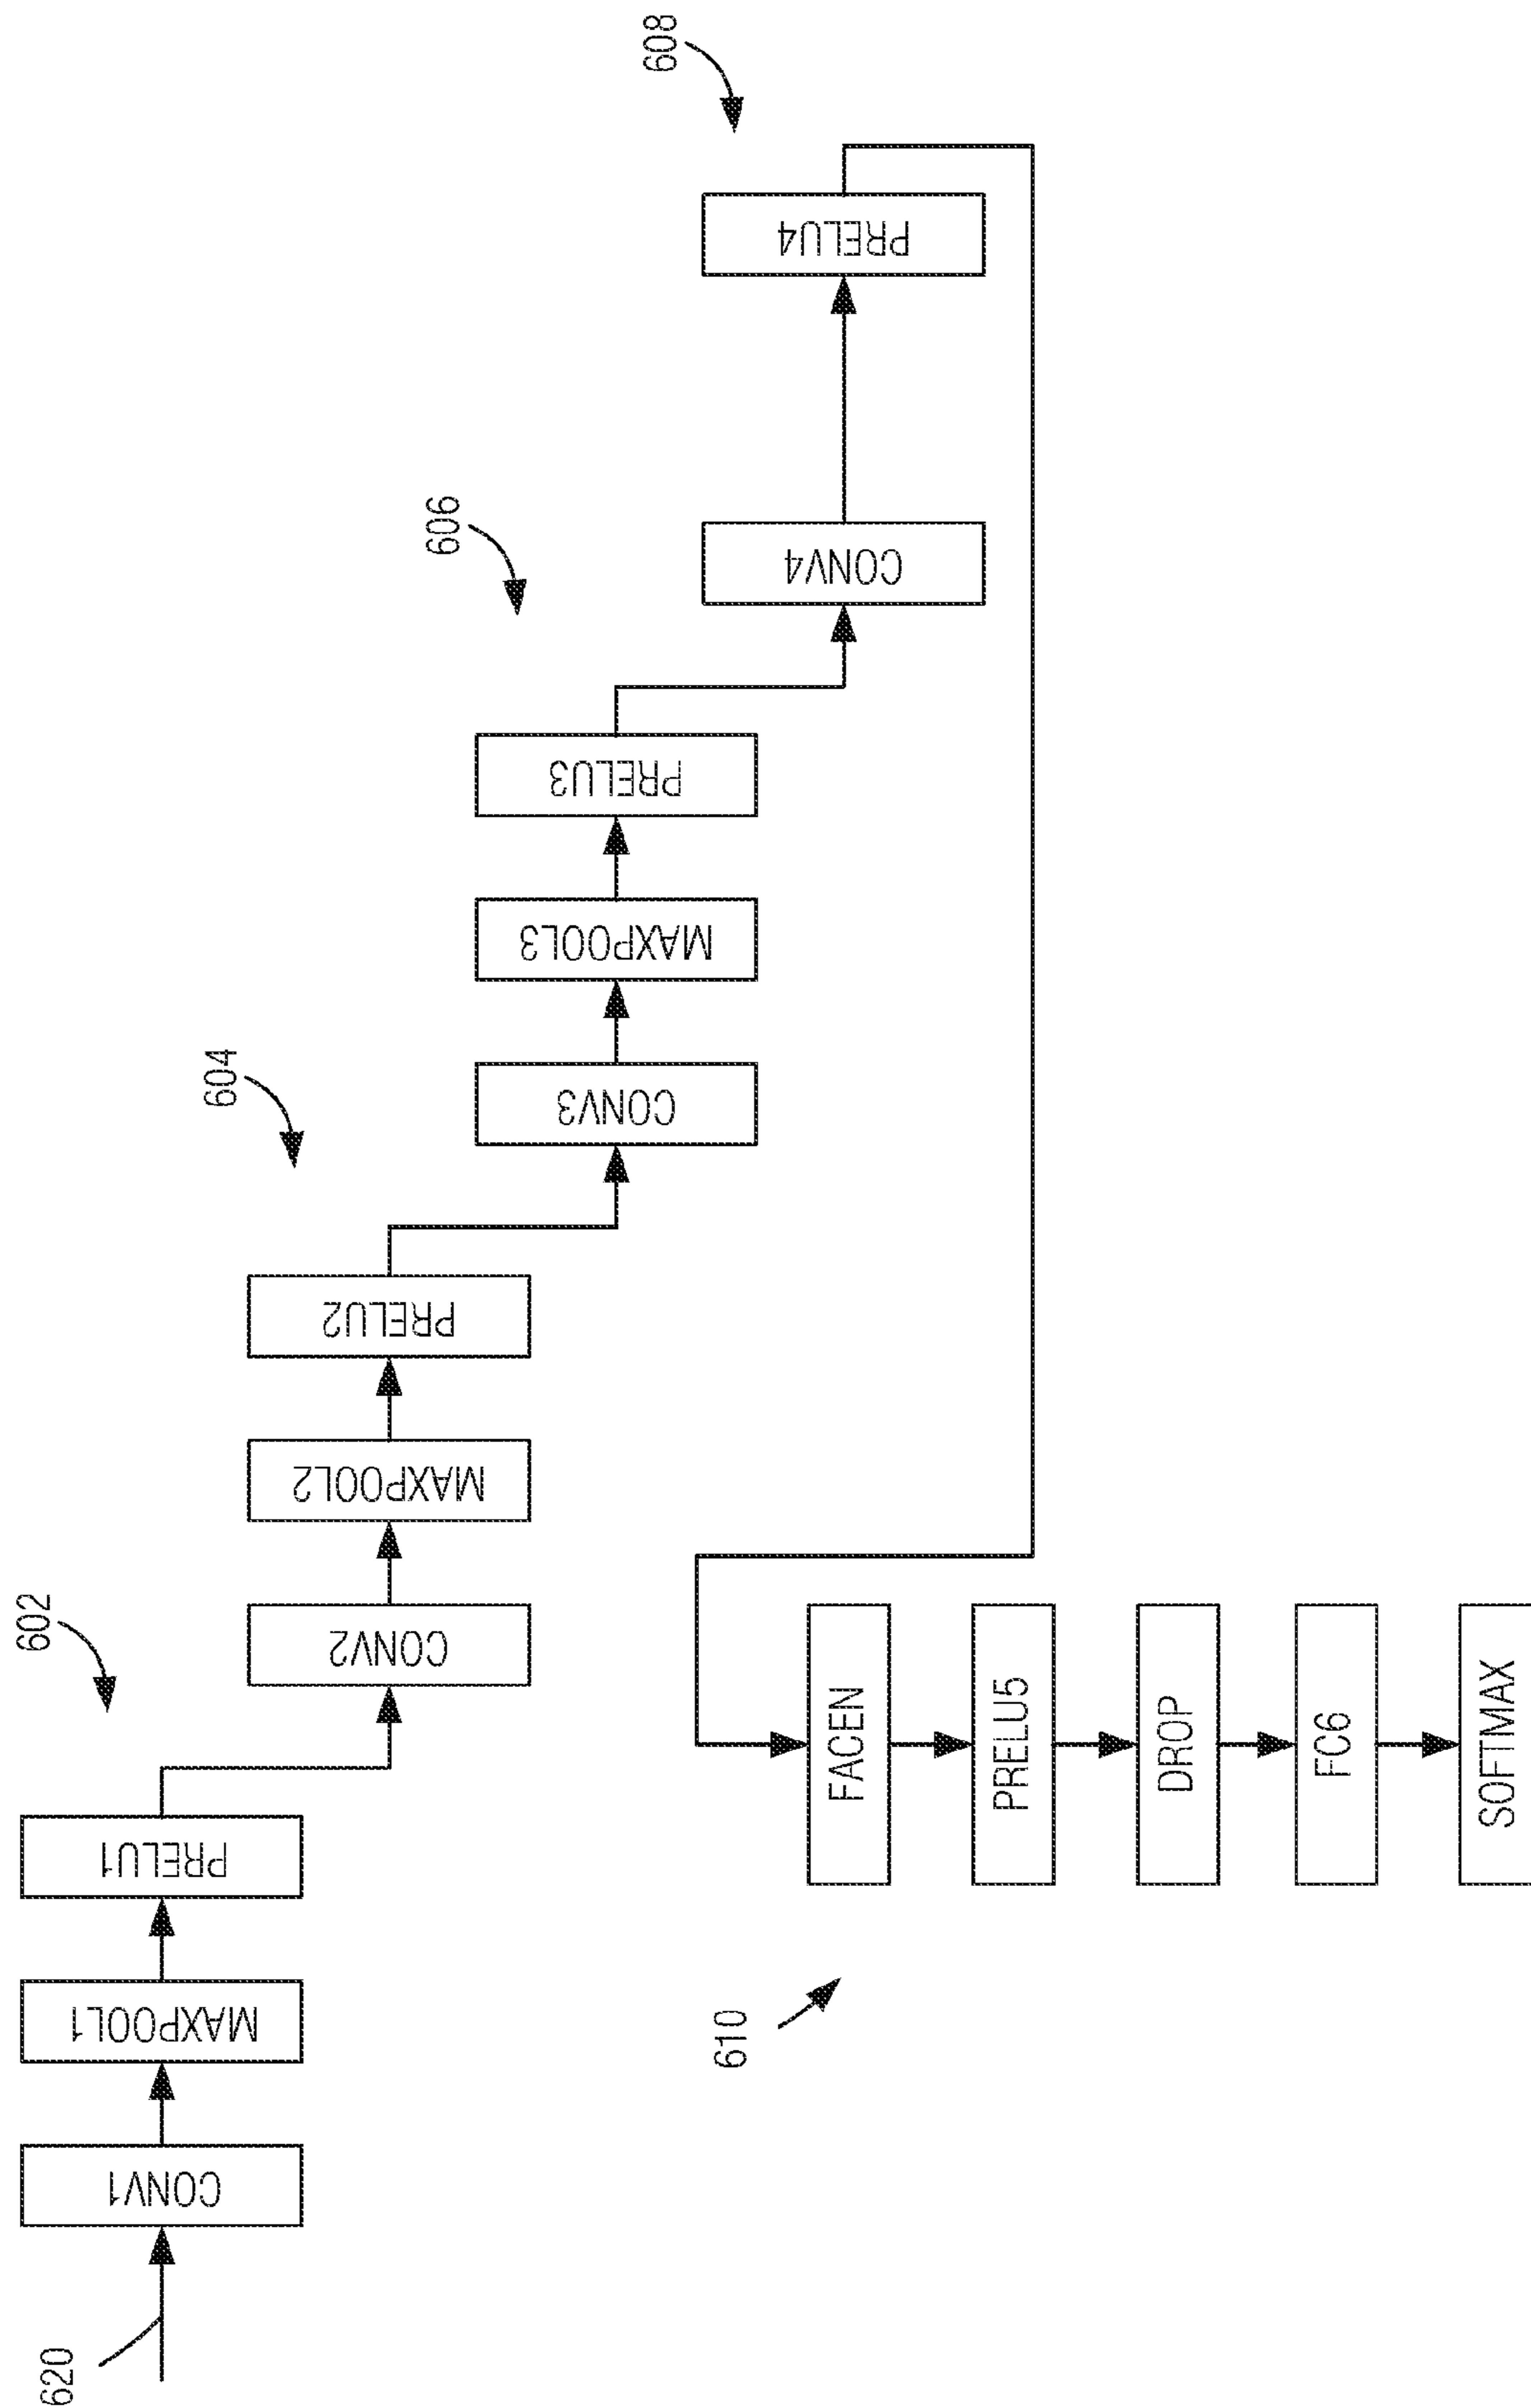 620
CONV1
MAXPOOL1
PRELU1
602
CONV2
MAXPOOL2
PRELU2
604
CONV3
MAXPOOL3
PRELU3
606
CONV4
PRELU4
608
610
FACEN
PRELU5
DROP
FC6
SOFTMAX